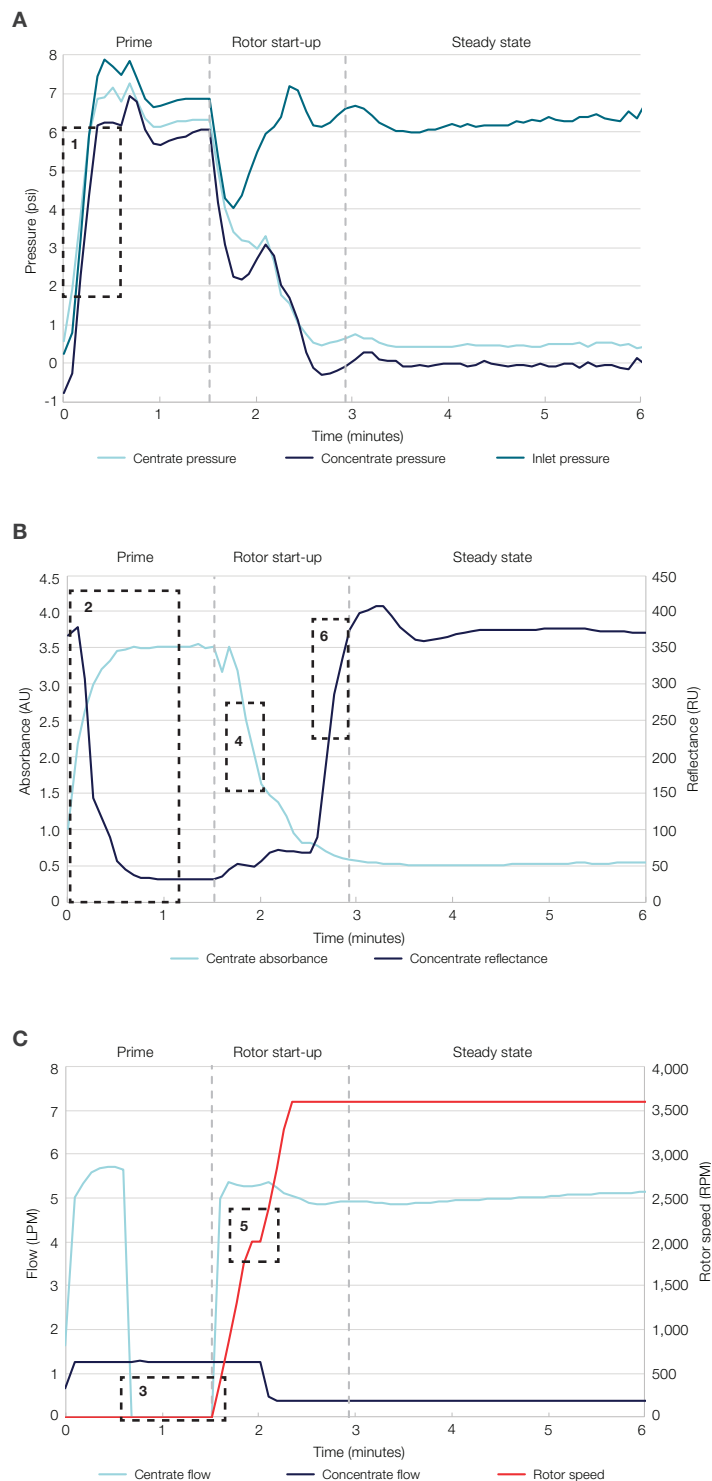 A
Prime Rotor start-up Steady state
8
7
6
5
4
3
2
1
0
-1
Pressure (psi)
1
0 1 2 3 4 5 6
Time (minutes)
Centrate pressure Concentrate pressure Inlet pressure
B
Prime Rotor start-up Steady state
4.5
4.0
3.5
3.0
2.5
2.0
1.5
1.0
0.5
0
Absorbance (AU)
2
4
6
450
400
350
300
250
200
150
100
50
0
Reflectance (RU)
0 1 2 3 4 5 6
Time (minutes)
Centrate absorbance Concentrate reflectance
C
Prime Rotor start-up Steady state
8
7
6
5
4
3
2
1
0
Flow (LPM)
5
3
4,000
3,500
3,000
2,500
2,000
1,500
1,000
500
0
Rotor speed (RPM)
0 1 2 3 4 5 6
Time (minutes)
Centrate flow Concentrate flow Rotor speed